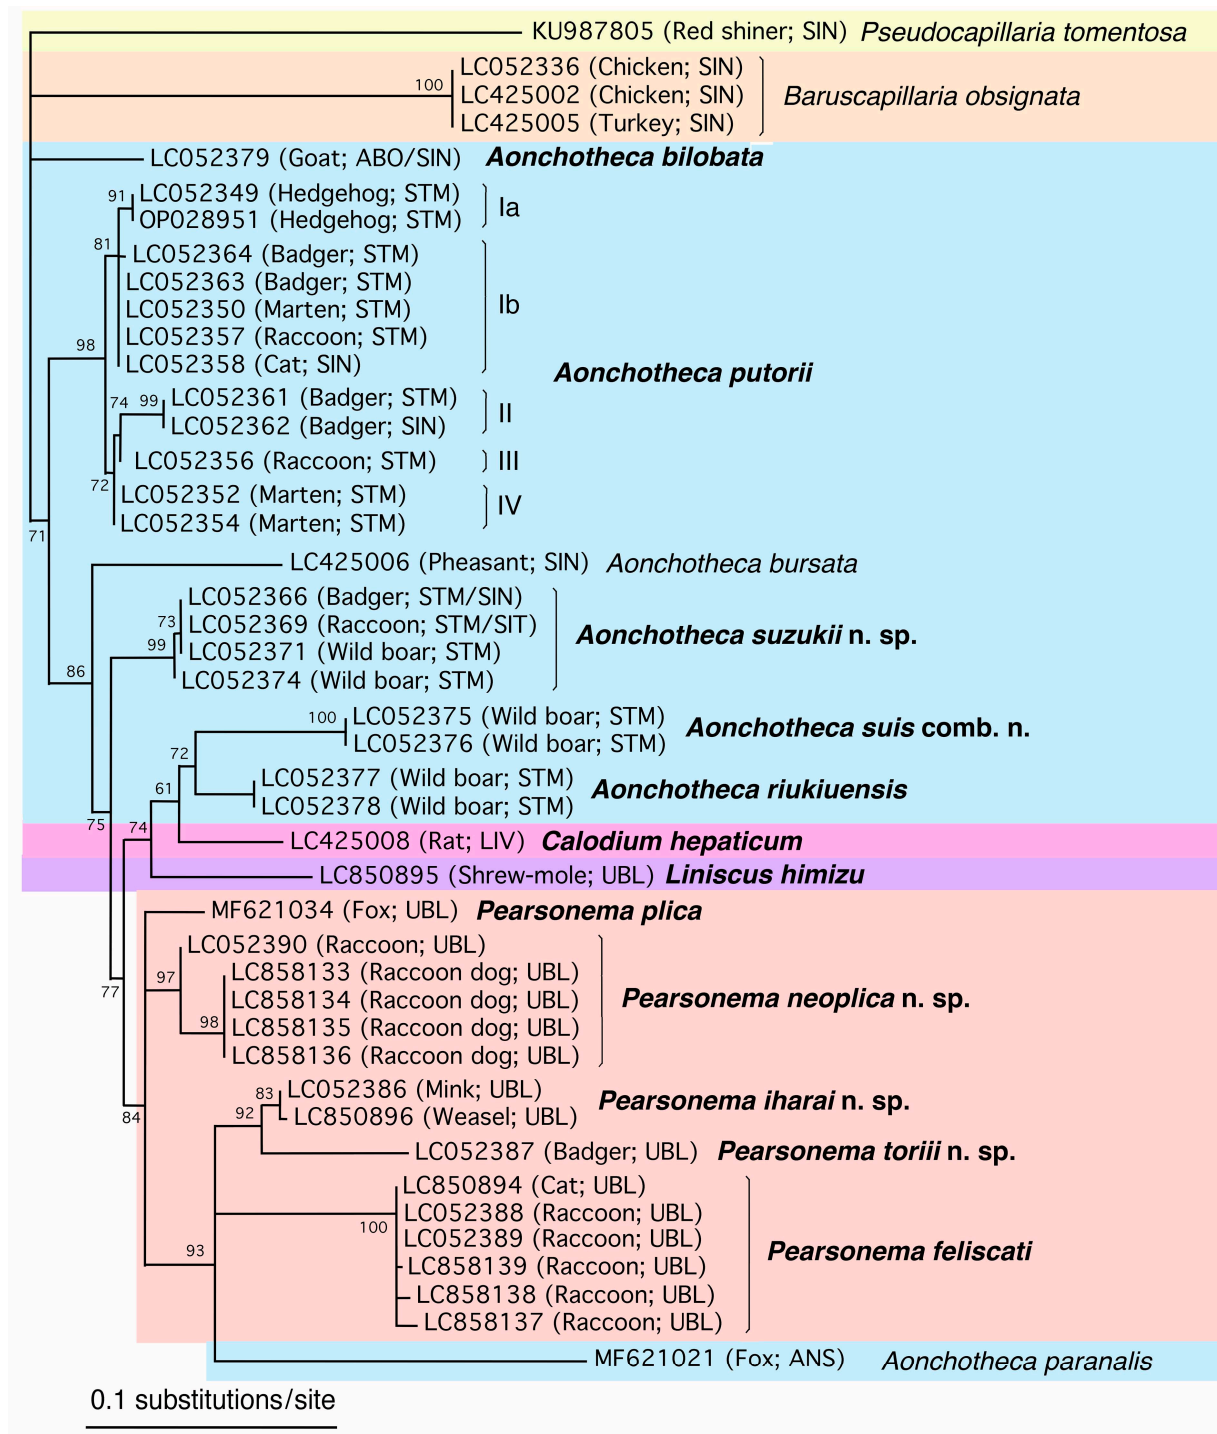 KU987805 (Red shiner; SIN) Pseudocapillaria tomentosa
LC052336 (Chicken; SIN)
100
LC425002 (Chicken; SIN) Baruscapillaria obsignata
LC425005 (Turkey; SIN)
LC052379 (Goat; ABO/SIN) Aonchotheca bilobata
91 LC052349 (Hedgehog; STM)
Ia
OP028951 (Hedgehog; STM)
81
LC052364 (Badger; STM)
LC052363 (Badger; STM)
Ib
LC052350 (Marten; STM)
LC052357 (Raccoon; STM)
98
LC052358 (Cat; SIN)
Aonchotheca putorii
74 99 LC052361 (Badger; STM)
II
LC052362 (Badger; SIN)
LC052356 (Raccoon; STM) III
72
LC052352 (Marten; STM)
IV
LC052354 (Marten; STM)
71
LC425006 (Pheasant; SIN) Aonchotheca bursata
LC052366 (Badger; STM/SIN)
73 LC052369 (Raccoon; STM/SIT)
Aonchotheca suzukii n. sp.
99
LC052371 (Wild boar; STM)
86
LC052374 (Wild boar; STM)
100 LC052375 (Wild boar; STM)
Aonchotheca suis comb. n.
LC052376 (Wild boar; STM)
72
LC052377 (Wild boar; STM)
61
Aonchotheca riukiuensis
LC052378 (Wild boar; STM)
75 74
LC425008 (Rat; LIV) Calodium hepaticum
LC850895 (Shrew-mole; UBL) Liniscus himizu
MF621034 (Fox; UBL) Pearsonema plica
LC052390 (Raccoon; UBL)
97
LC858133 (Raccoon dog; UBL)
77
LC858134 (Raccoon dog; UBL) Pearsonema neoplica n. sp.
98
LC858135 (Raccoon dog; UBL)
LC858136 (Raccoon dog; UBL)
83 LC052386 (Mink; UBL)
Pearsonema iharai n. sp.
84 92
LC850896 (Weasel; UBL)
LC052387 (Badger; UBL) Pearsonema toriii n. sp.
LC850894 (Cat; UBL)
LC052388 (Raccoon; UBL)
100
LC052389 (Raccoon; UBL)
93
Pearsonema feliscati
LC858139 (Raccoon; UBL)
LC858138 (Raccoon; UBL)
LC858137 (Raccoon; UBL)
MF621021 (Fox; ANS) Aonchotheca paranalis
0.1 substitutions/site